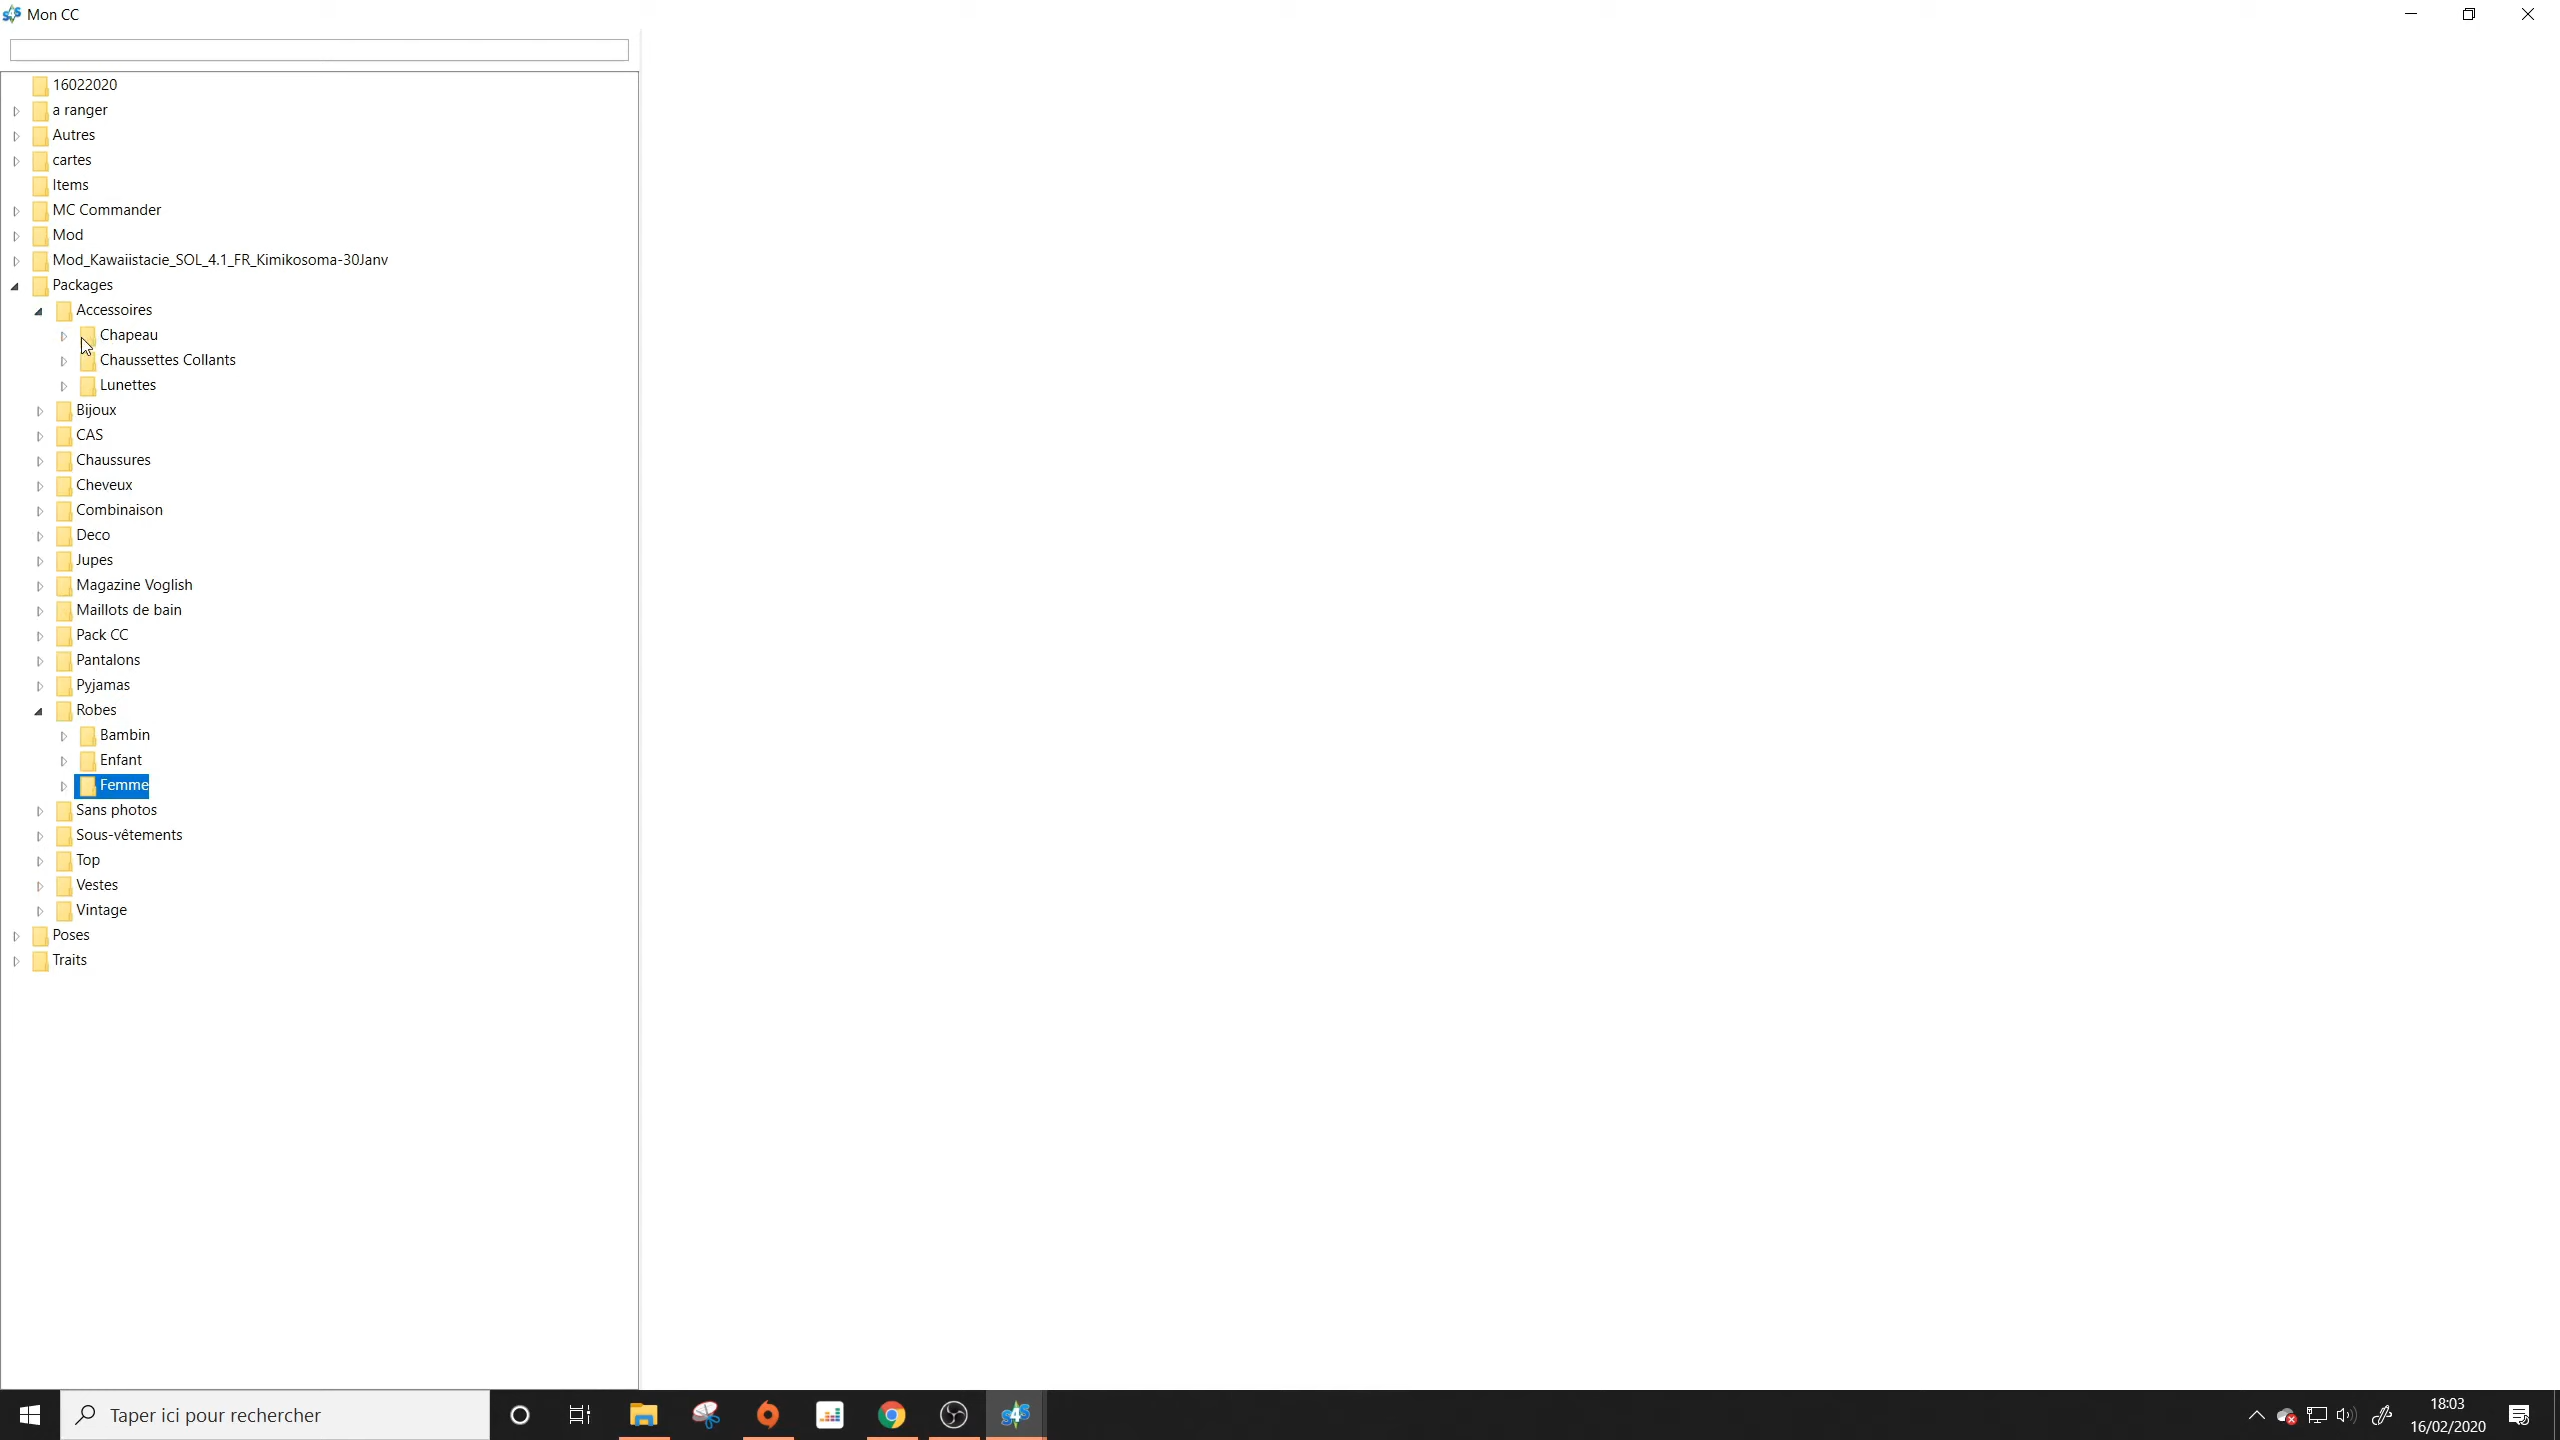 Mon CC
16022020
a ranger
Autres
cartes
Items
MC Commander
Mod
Mod_Kawaiistacie_SOL_4.1_FR_Kimikosoma-30Janv
Packages
Accessoires
Chapeau
Chaussettes Collants
Lunettes
Bijoux
CAS
Chaussures
Cheveux
Combinaison
Deco
Jupes
Magazine Voglish
Maillots de bain
Pack CC
Pantalons
Pyjamas
Robes
Bambin
Enfant
Femme
Sans photos
Sous-vêtements
Top
Vestes
Vintage
Poses
Traits
Taper ici pour rechercher
S4S
18:03
16/02/2020